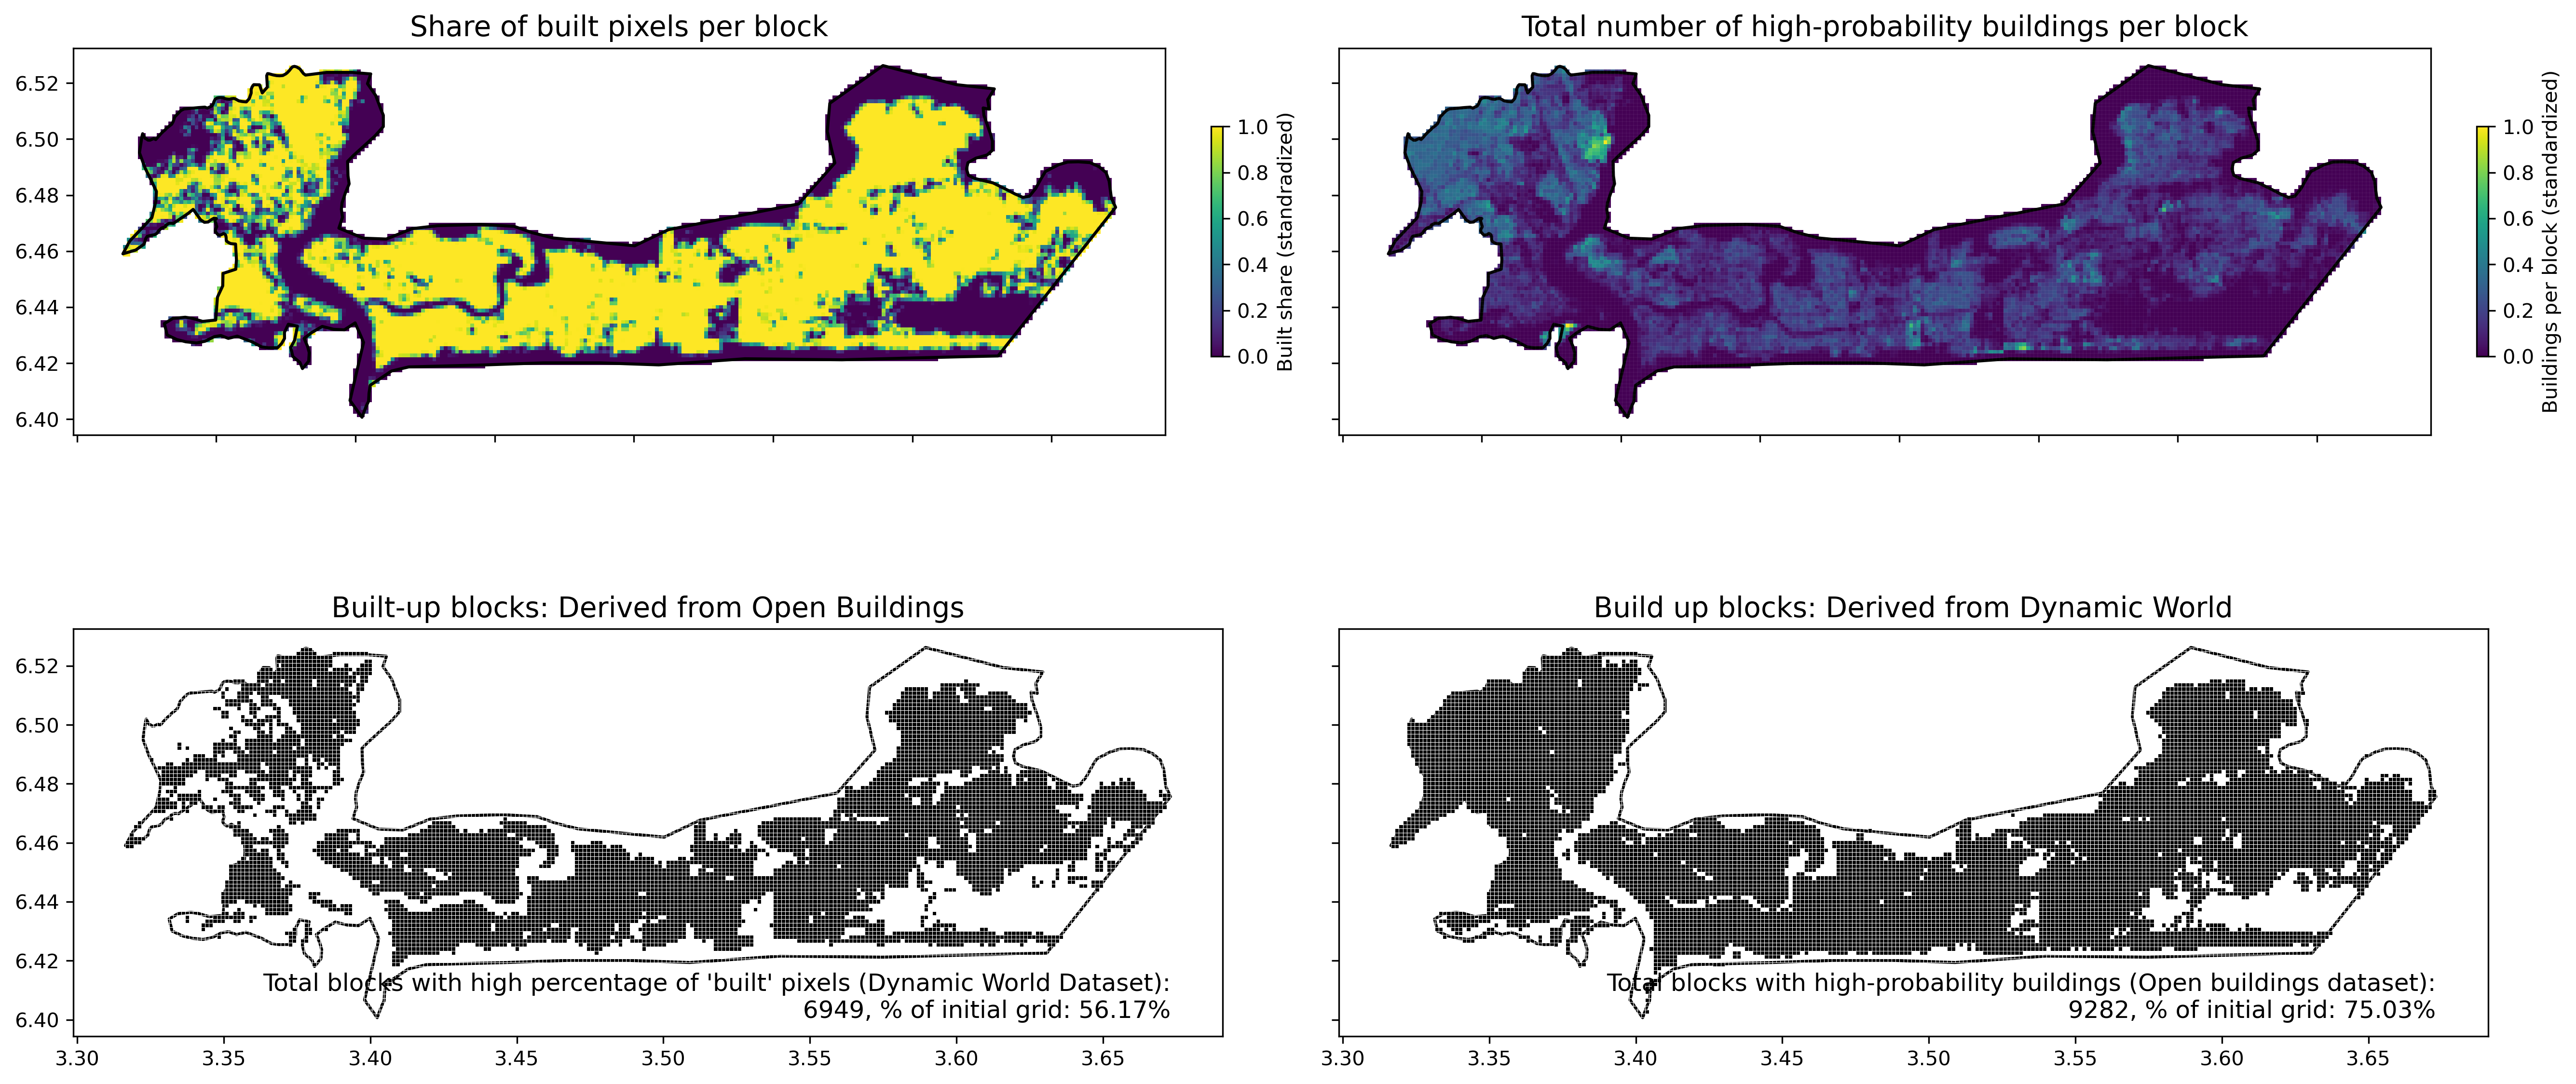 Share of built pixels per block
6.52
6.50
6.48
6.46
6.44
6.42
6.40
1.0
0.8
0.6
0.4
0.2
0.0
Built share (standradized)
Total number of high-probability buildings per block
1.0
0.8
0.6
0.4
0.2
0.0
Buildings per block (standardized)
Built-up blocks: Derived from Open Buildings
6.52
6.50
6.48
6.46
6.44
6.42
6.40
Total blocks with high percentage of 'built' pixels (Dynamic World Dataset):
6949, % of initial grid: 56.17%
3.30 3.35 3.40 3.45 3.50 3.55 3.60 3.65
Build up blocks: Derived from Dynamic World
Total blocks with high-probability buildings (Open buildings dataset):
9282, % of initial grid: 75.03%
3.30 3.35 3.40 3.45 3.50 3.55 3.60 3.65